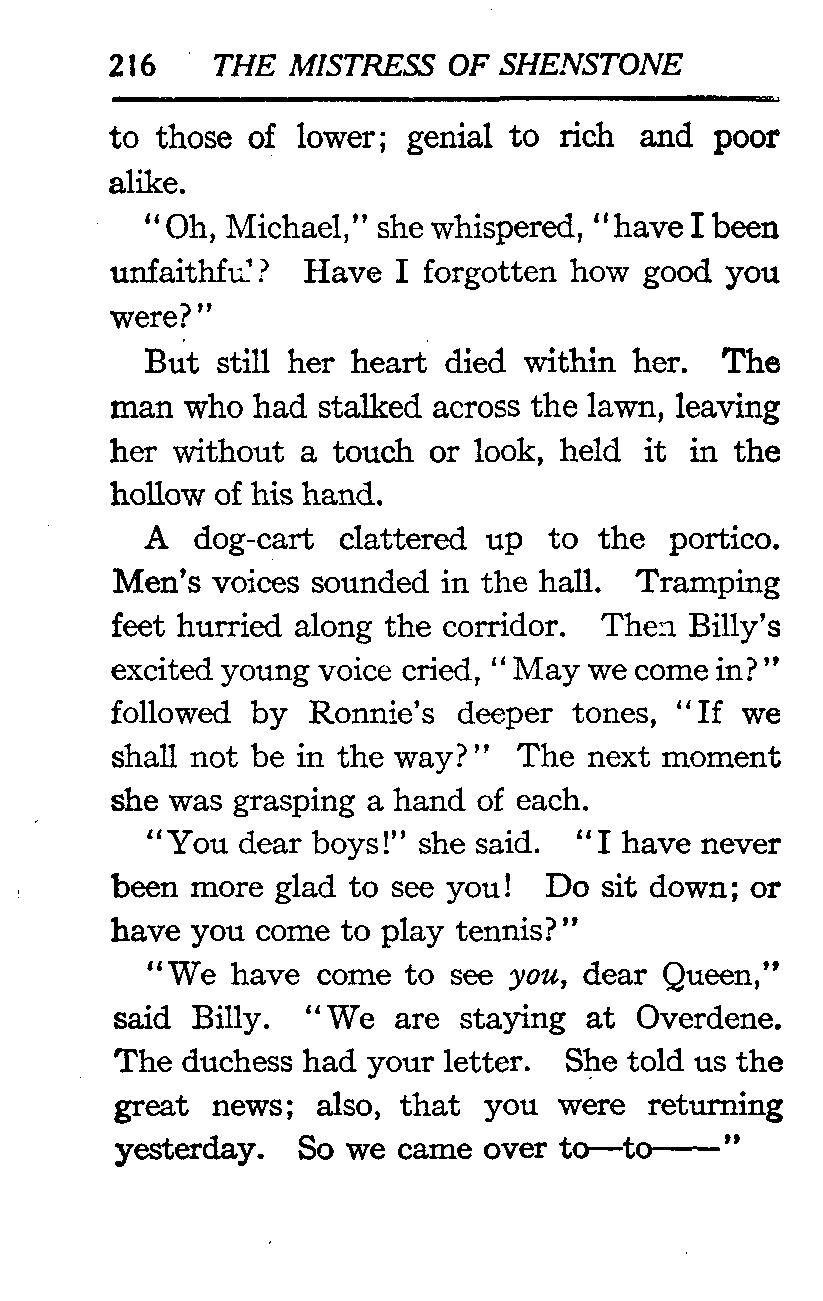 216 THE MISTRESS OF SHENSTONE
to those of lower; genial to rich and poor
alike.
"Oh, Michael," she whispered, "have I been
unfaithful? Have I forgotten how good you
were?"
But still her heart died within her. The
man who had stalked across the lawn, leaving
her without a touch or look, held it in the
hollow of his hand.
A dog-cart clattered up to the portico.
Men's voices sounded in the hall. Tramping
feet hurried along the corridor. Then Billy's
excited young voice cried, "May we come in?"
followed by Ronnie's deeper tones, "If we
shall not be in the way?" The next moment
she was grasping a hand of each.
"You dear boys!" she said. "I have never
been more glad to see you! Do sit down; or
have you come to play tennis?"
"We have come to see you, dear Queen,"
said Billy. "We are staying at Overdene.
The duchess had your letter. She told us the
great news; also, that you were returning
yesterday. So we came over to—to——"